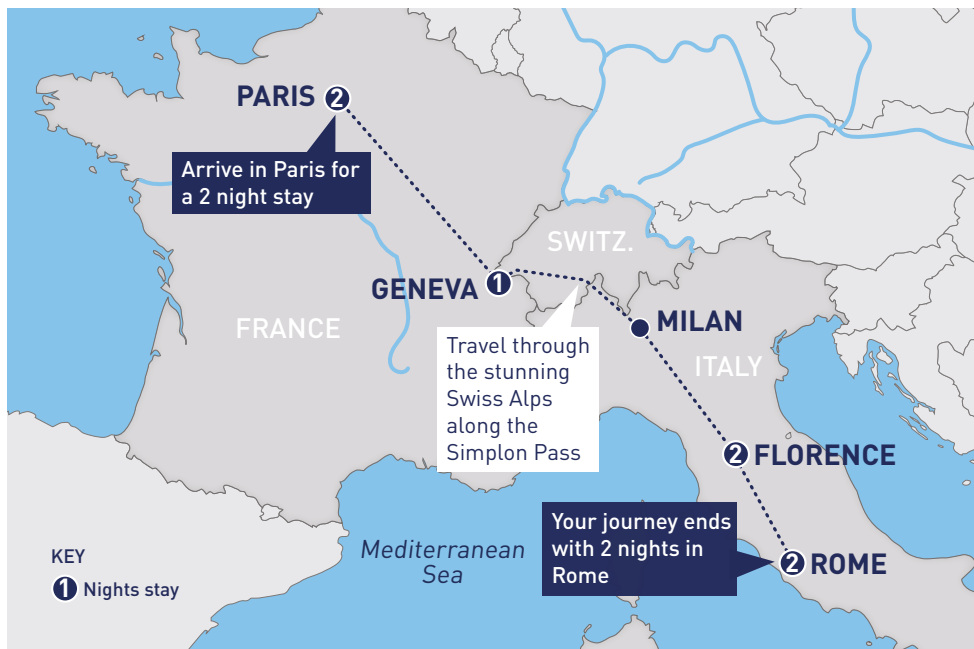 PARIS 2
Arrive in Paris for
a 2 night stay
SWITZ.
GENEVA 1
FRANCE
MILAN
ITALY
Travel through
the stunning
Swiss Alps
along the
Simplon Pass
2 FLORENCE
Your journey ends
with 2 nights in
Rome
2 ROME
Mediterranean
Sea
KEY
1 Nights stay